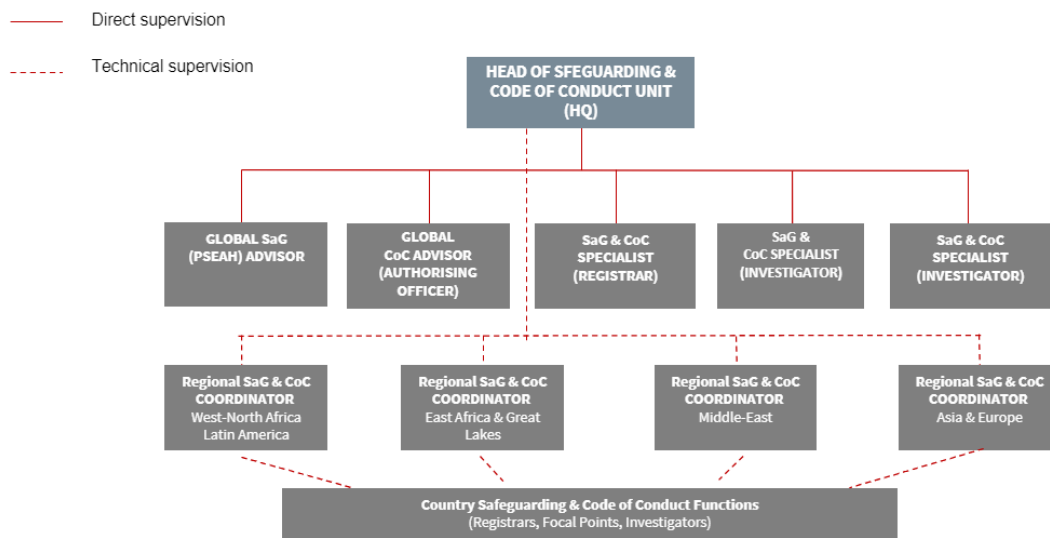 Direct supervision
Technical supervision
HEAD OF SFEGUARDING &
CODE OF CONDUCT UNIT
(HQ)
GLOBAL SaG
(PSEAH) ADVISOR
GLOBAL
CoC ADVISOR
(AUTHORISING
OFFICER)
SaG & CoC
SPECIALIST
(REGISTRAR)
SaG &
CoC SPECIALIST
(INVESTIGATOR)
SaG & CoC
SPECIALIST
(INVESTIGATOR)
Regional SaG & CoC
COORDINATOR
West-North Africa
Latin America
Regional SaG & CoC
COORDINATOR
East Africa & Great
Lakes
Regional SaG & CoC
COORDINATOR
Middle-East
Regional SaG & CoC
COORDINATOR
Asia & Europe
Country Safeguarding & Code of Conduct Functions
(Registrars, Focal Points, Investigators)